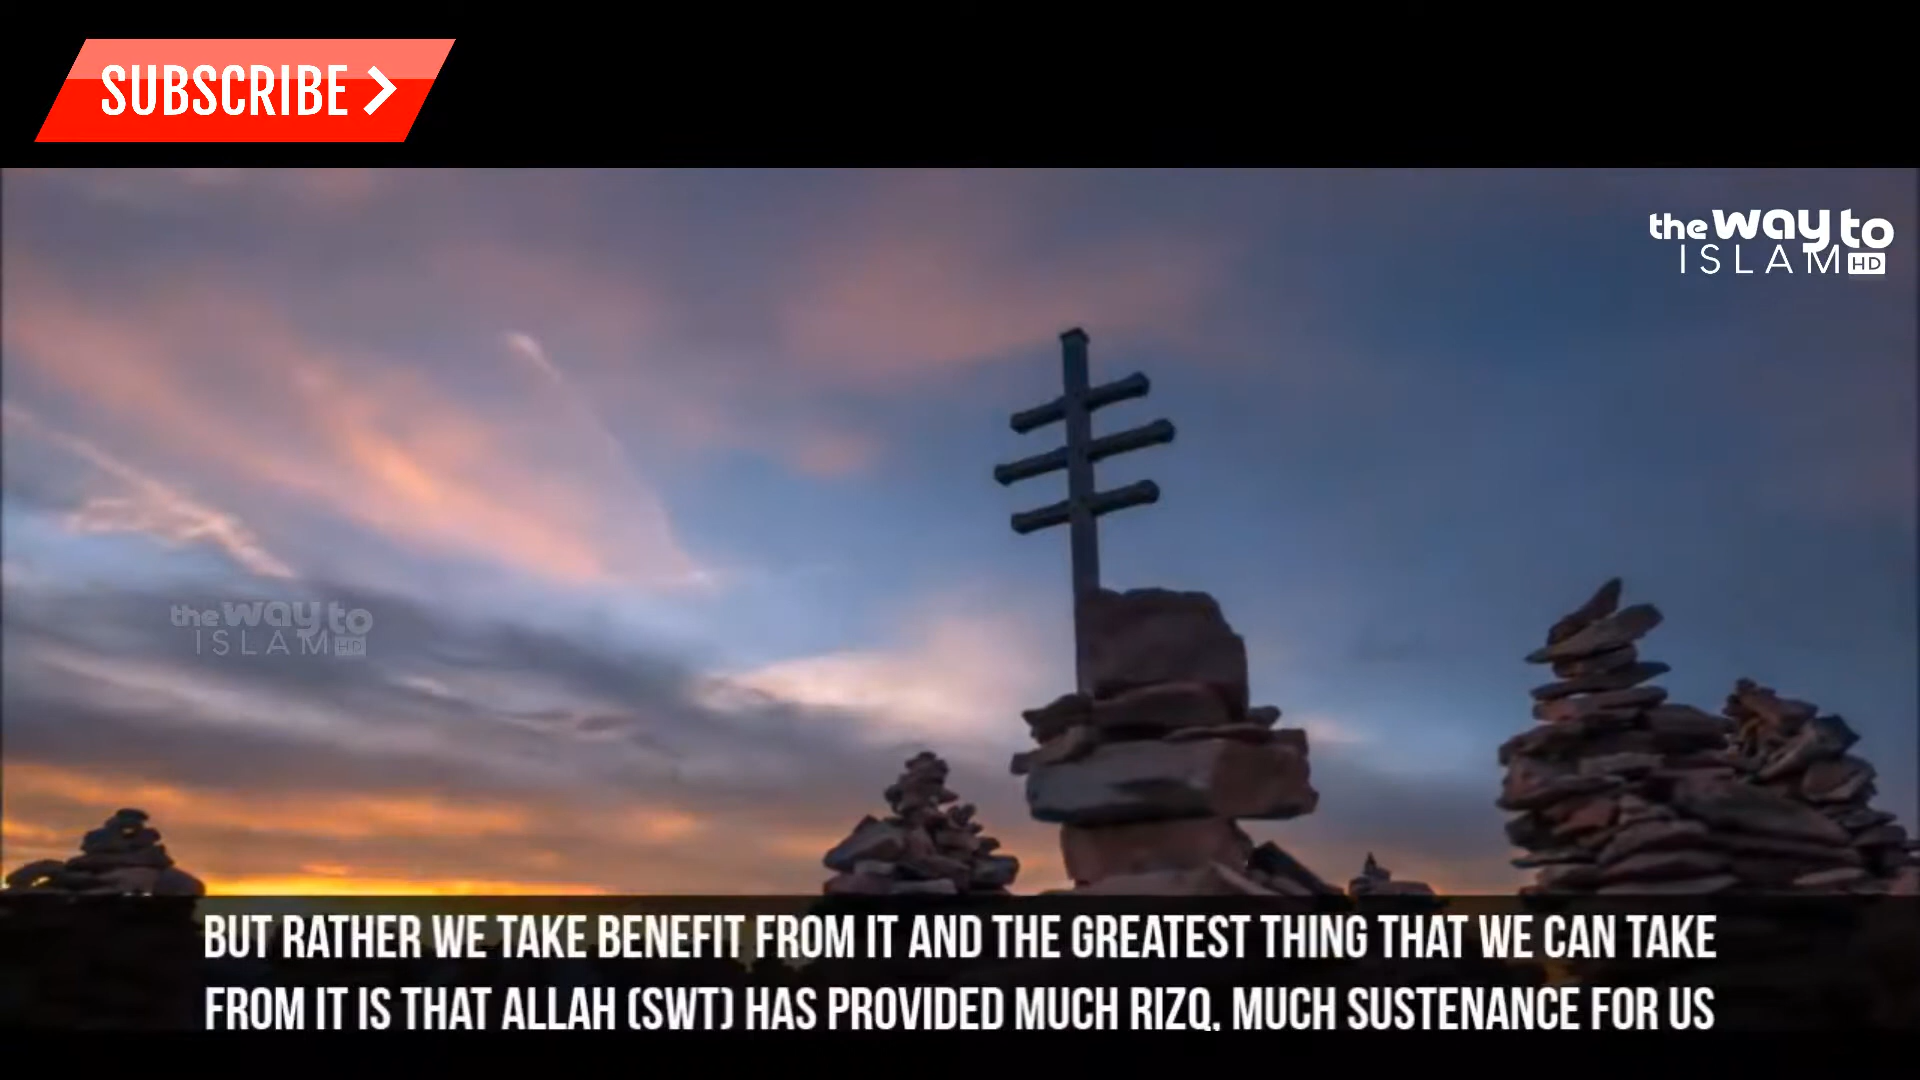 SUBSCRIBE
the way to
ISLAM HD
the way to
ISLAM HD
BUT RATHER WE TAKE BENEFIT FROM IT AND THE GREATEST THING THAT WE CAN TAKE
FROM IT IS THAT ALLAH (SWT) HAS PROVIDED MUCH RIZQ, MUCH SUSTENANCE FOR US